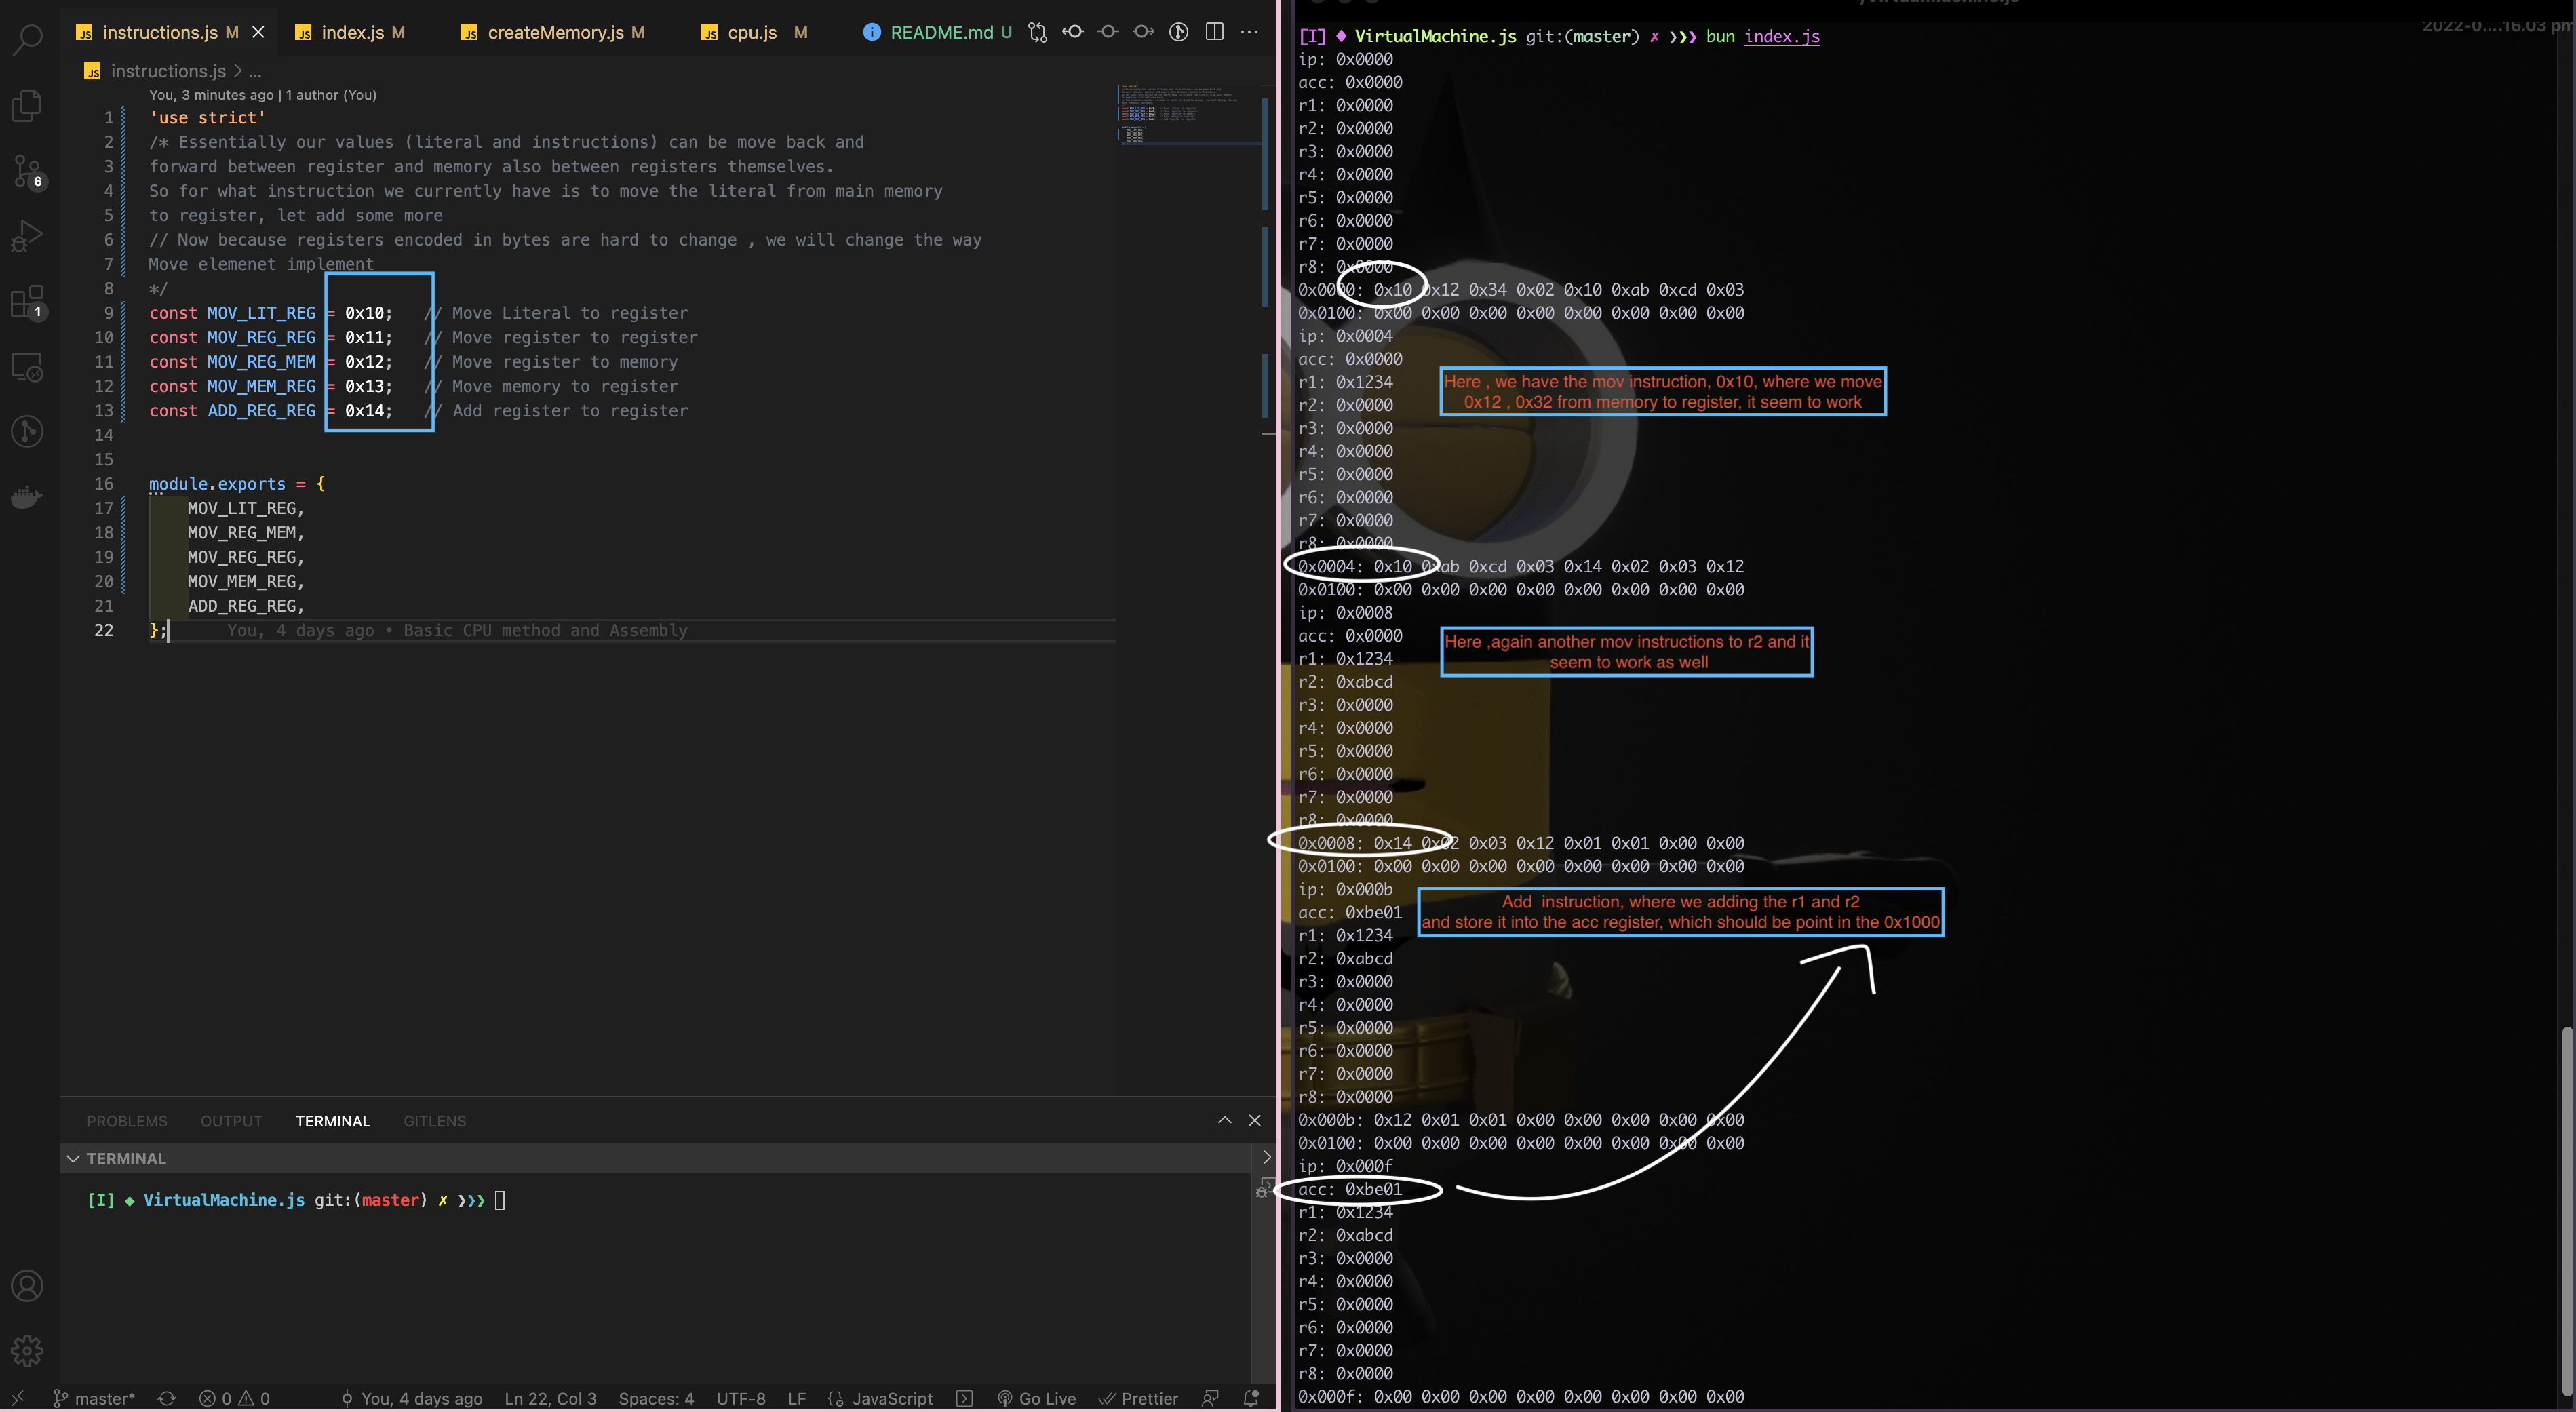 instructions.js M
index.js M
createMemory.js M
cpu.js M
README.md U
instructions.js > ...
You, 3 minutes ago | 1 author (You)
1 'use strict'
2 /* Essentially our values (literal and instructions) can be move back and
3 forward between register and memory also between registers themselves.
4 So for what instruction we currently have is to move the literal from main memory
5 to register, let add some more
6 // Now because registers encoded in bytes are hard to change , we will change the way
7 Move elemenet implement
8 */
9 const MOV_LIT_REG = 0x10; // Move Literal to register
10 const MOV_REG_REG = 0x11; // Move register to register
11 const MOV_REG_MEM = 0x12; // Move register to memory
12 const MOV_MEM_REG = 0x13; // Move memory to register
13 const ADD_REG_REG = 0x14; // Add register to register
14
15
16 module.exports = {
17 MOV_LIT_REG,
18 MOV_REG_MEM,
19 MOV_REG_REG,
20 MOV_MEM_REG,
21 ADD_REG_REG,
22 }; You, 4 days ago • Basic CPU method and Assembly
6
1
PROBLEMS OUTPUT TERMINAL GITLENS
TERMINAL
[I] ◆ VirtualMachine.js git:(master) ✗ ❯❯❯
master* 0 0 You, 4 days ago Ln 22, Col 3 Spaces: 4 UTF-8 LF JavaScript Go Live Prettier
2022-0....16.03 pm
[I] ♦ VirtualMachine.js git:(master) ✗ ❯❯❯ bun index.js
ip: 0x0000
acc: 0x0000
r1: 0x0000
r2: 0x0000
r3: 0x0000
r4: 0x0000
r5: 0x0000
r6: 0x0000
r7: 0x0000
r8: 0x0000
0x0000: 0x10 0x12 0x34 0x02 0x10 0xab 0xcd 0x03
0x0100: 0x00 0x00 0x00 0x00 0x00 0x00 0x00 0x00
ip: 0x0004
acc: 0x0000
r1: 0x1234
r2: 0x0000
r3: 0x0000
r4: 0x0000
r5: 0x0000
r6: 0x0000
r7: 0x0000
r8: 0x0000
Here , we have the mov instruction, 0x10, where we move
0x12 , 0x32 from memory to register, it seem to work
0x0004: 0x10 0xab 0xcd 0x03 0x14 0x02 0x03 0x12
0x0100: 0x00 0x00 0x00 0x00 0x00 0x00 0x00 0x00
ip: 0x0008
acc: 0x0000
r1: 0x1234
r2: 0xabcd
r3: 0x0000
r4: 0x0000
r5: 0x0000
r6: 0x0000
r7: 0x0000
r8: 0x0000
Here ,again another mov instructions to r2 and it
seem to work as well
0x0008: 0x14 0x02 0x03 0x12 0x01 0x01 0x00 0x00
0x0100: 0x00 0x00 0x00 0x00 0x00 0x00 0x00 0x00
ip: 0x000b
acc: 0xbe01
r1: 0x1234
r2: 0xabcd
r3: 0x0000
r4: 0x0000
r5: 0x0000
r6: 0x0000
r7: 0x0000
r8: 0x0000
Add instruction, where we adding the r1 and r2
and store it into the acc register, which should be point in the 0x1000
0x000b: 0x12 0x01 0x01 0x00 0x00 0x00 0x00 0x00
0x0100: 0x00 0x00 0x00 0x00 0x00 0x00 0x00 0x00
ip: 0x000f
acc: 0xbe01
r1: 0x1234
r2: 0xabcd
r3: 0x0000
r4: 0x0000
r5: 0x0000
r6: 0x0000
r7: 0x0000
r8: 0x0000
0x000f: 0x00 0x00 0x00 0x00 0x00 0x00 0x00 0x00